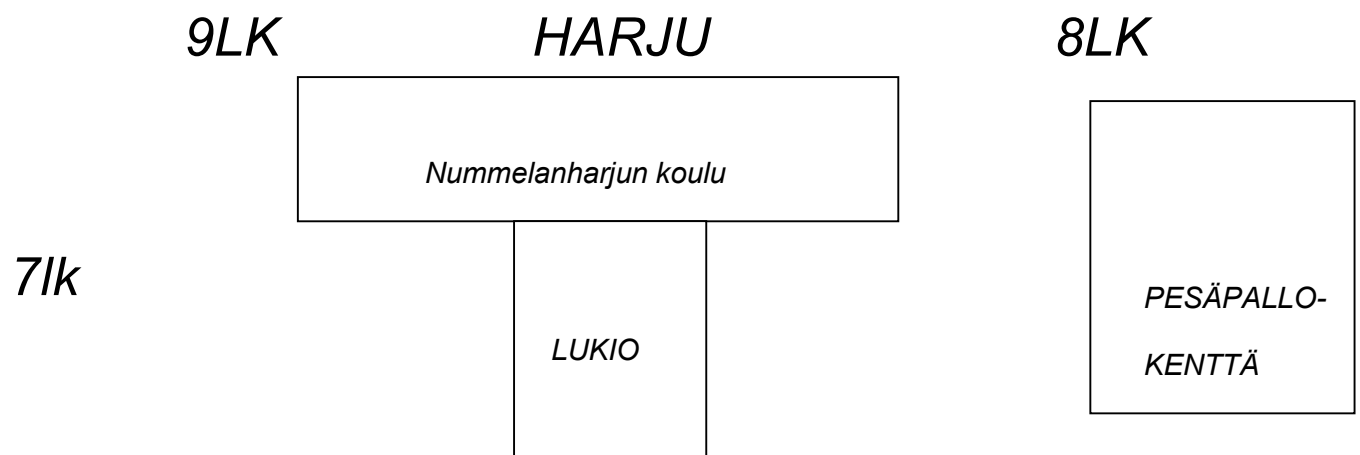 9LK HARJU 8LK
Nummelanharjun koulu
7lk
PESÄPALLO-
LUKIO
KENTTÄ